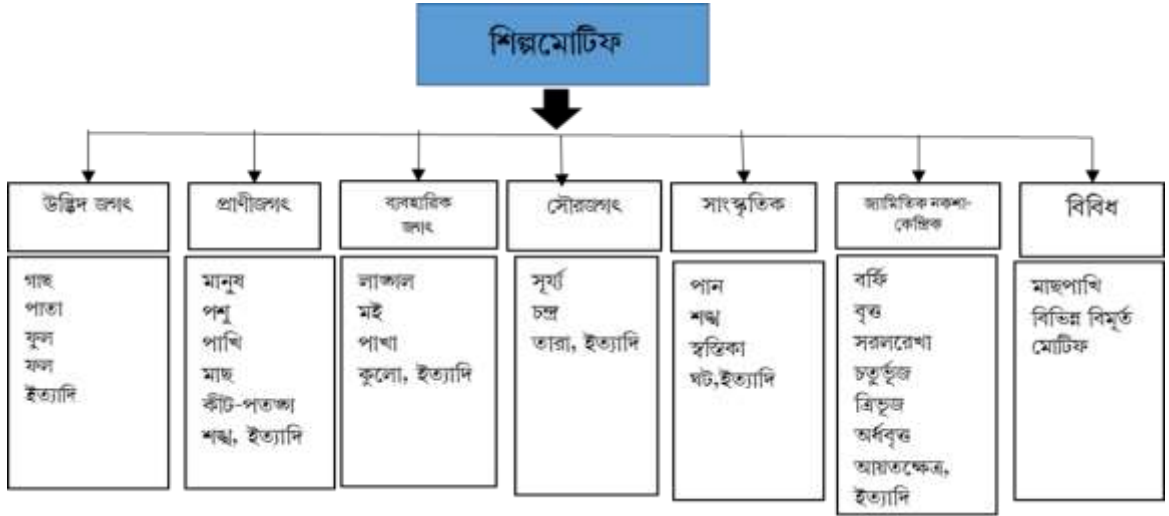 শিল্পমোটিফ
উদ্ভিদ জগৎ
গাছ
পাতা
ফুল
ফল
ইত্যাদি
প্রাণীজগৎ
মানুষ
পশু
পাখি
মাছ
কীট-পতঙ্গ
শঙ্খ, ইত্যাদি
ব্যবহারিক
জগৎ
লাঙ্গল
মই
পাখা
কুলো, ইত্যাদি
সৌরজগৎ
সূর্য্য
চন্দ্র
তারা, ইত্যাদি
সাংস্কৃতিক
পান
শঙ্খ
স্বস্তিকা
ঘট,ইত্যাদি
জ্যামিতিক নকশা-
কেন্দ্রিক
বর্ফি
বৃত্ত
সরলরেখা
চতুর্ভূজ
ত্রিভূজ
অর্ধবৃত্ত
আয়তক্ষেত্র,
ইত্যাদি
বিবিধ
মাছপাখি
বিভিন্ন বিমূর্ত
মোটিফ